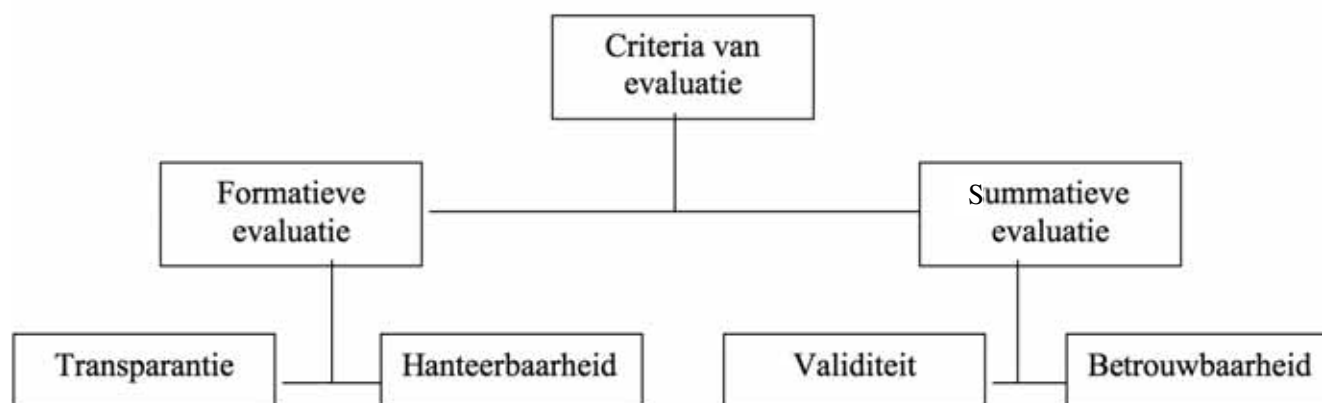 Criteria van
evaluatie
Formatieve
evaluatie
Summatieve
evaluatie
Transparantie
Hanteerbaarheid
Validiteit
Betrouwbaarheid